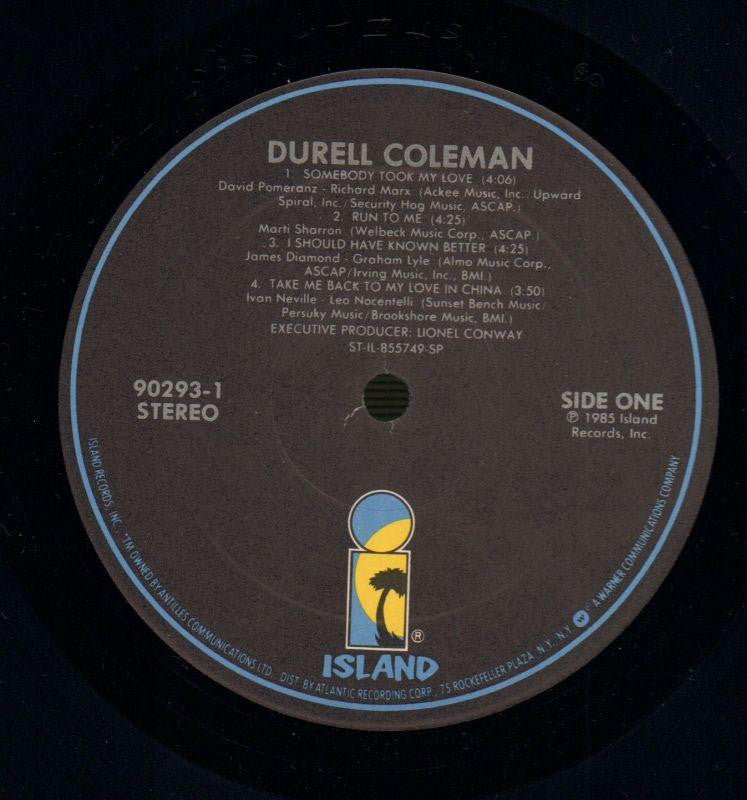 DURELL COLEMAN
1. SOMEBODY TOOK MY LOVE (4:06)
David Pomeranz - Richard Marx (Ackee Music, Inc./Upward
Spiral, Inc./Security Hog Music, ASCAP.)
2. RUN TO ME (4:25)
Marti Sharron (Welbeck Music Corp., ASCAP.)
3. I SHOULD HAVE KNOWN BETTER (4:25)
James Diamond - Graham Lyle (Almo Music Corp.,
ASCAP/Irving Music, Inc., BMI.)
4. TAKE ME BACK TO MY LOVE IN CHINA (3:50)
Ivan Neville - Leo Nocentelli (Sunset Bench Music/
Persuky Music/Brookshore Music, BMI.)
EXECUTIVE PRODUCER: LIONEL CONWAY
ST-IL-855749-SP
90293-1
STEREO
SIDE ONE
℗ 1985 Island
Records, Inc.
®
ISLAND
ISLAND RECORDS, INC. *TM OWNED BY ANTILLES COMMUNICATIONS LTD. DIST. BY ATLANTIC RECORDING CORP., 75 ROCKEFELLER PLAZA, N.Y., N.Y. A WARNER COMMUNICATIONS COMPANY